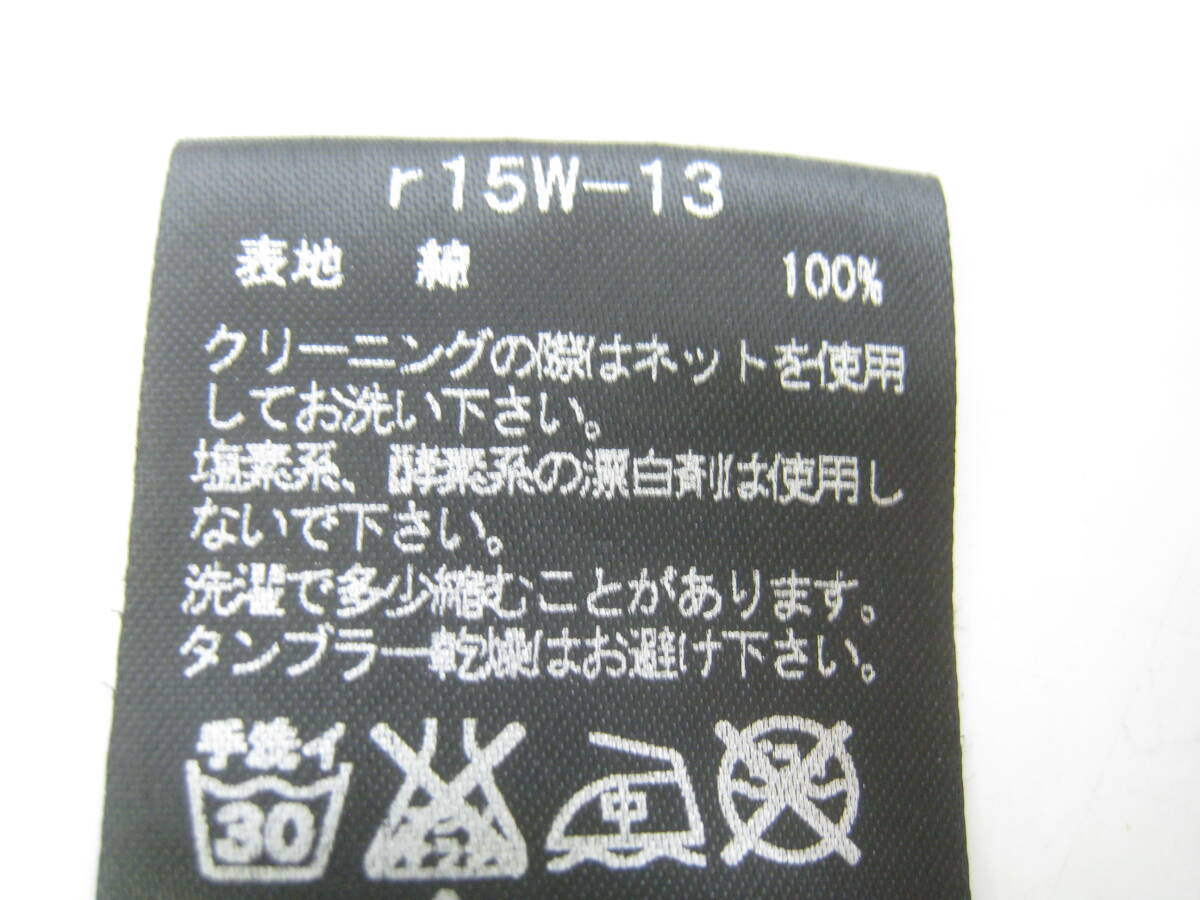 r15W-13
表地 綿 100%
クリーニングの際はネットを使用
してお洗い下さい。
塩素系、酵素系の漂白剤は使用し
ないで下さい。
洗濯で多少縮むことがあります。
タンブラー乾燥はお避け下さい。
手洗イ
30 中